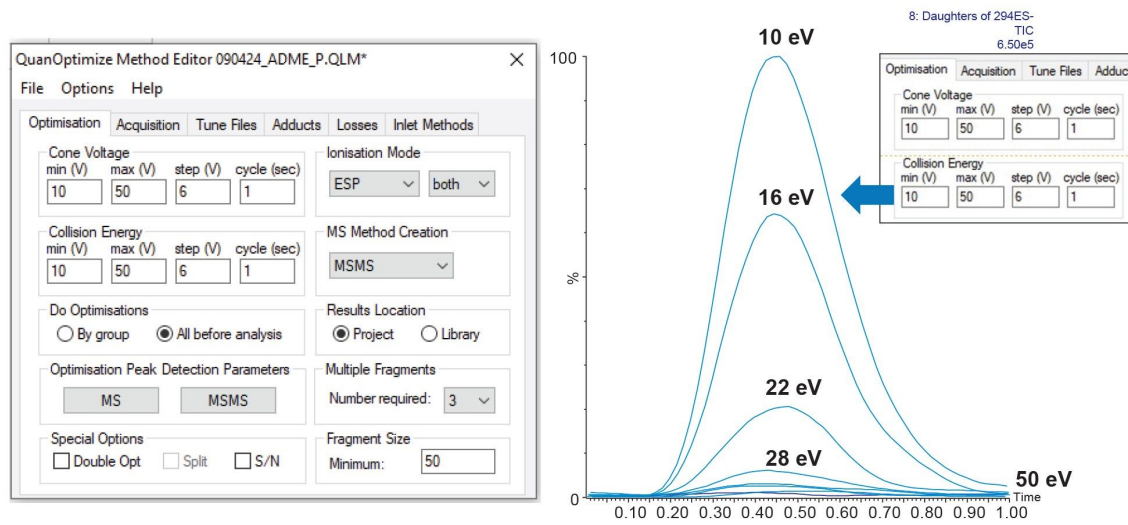 QuanOptimize Method Editor 090424_ADME_P.QLM*
File Options Help
Optimisation Acquisition Tune Files Adducts Losses Inlet Methods
Cone Voltage
min (V) max (V) step (V) cycle (sec)
10 50 6 1
Ionisation Mode
ESP both
Collision Energy
min (V) max (V) step (V) cycle (sec)
10 50 6 1
MS Method Creation
MSMS
Do Optimisations
By group All before analysis
Results Location
Project Library
Optimisation Peak Detection Parameters
MS MSMS
Multiple Fragments
Number required: 3
Special Options
Double Opt Split S/N
Fragment Size
Minimum: 50
8: Daughters of 294ES-
TIC
6.50e5
100
%
0
10 eV
16 eV
22 eV
28 eV
50 eV
Time
0.10 0.20 0.30 0.40 0.50 0.60 0.70 0.80 0.90 1.00
Optimisation Acquisition Tune Files Adduc
Cone Voltage
min (V) max (V) step (V) cycle (sec)
10 50 6 1
Collision Energy
min (V) max (V) step (V) cycle (sec)
10 50 6 1